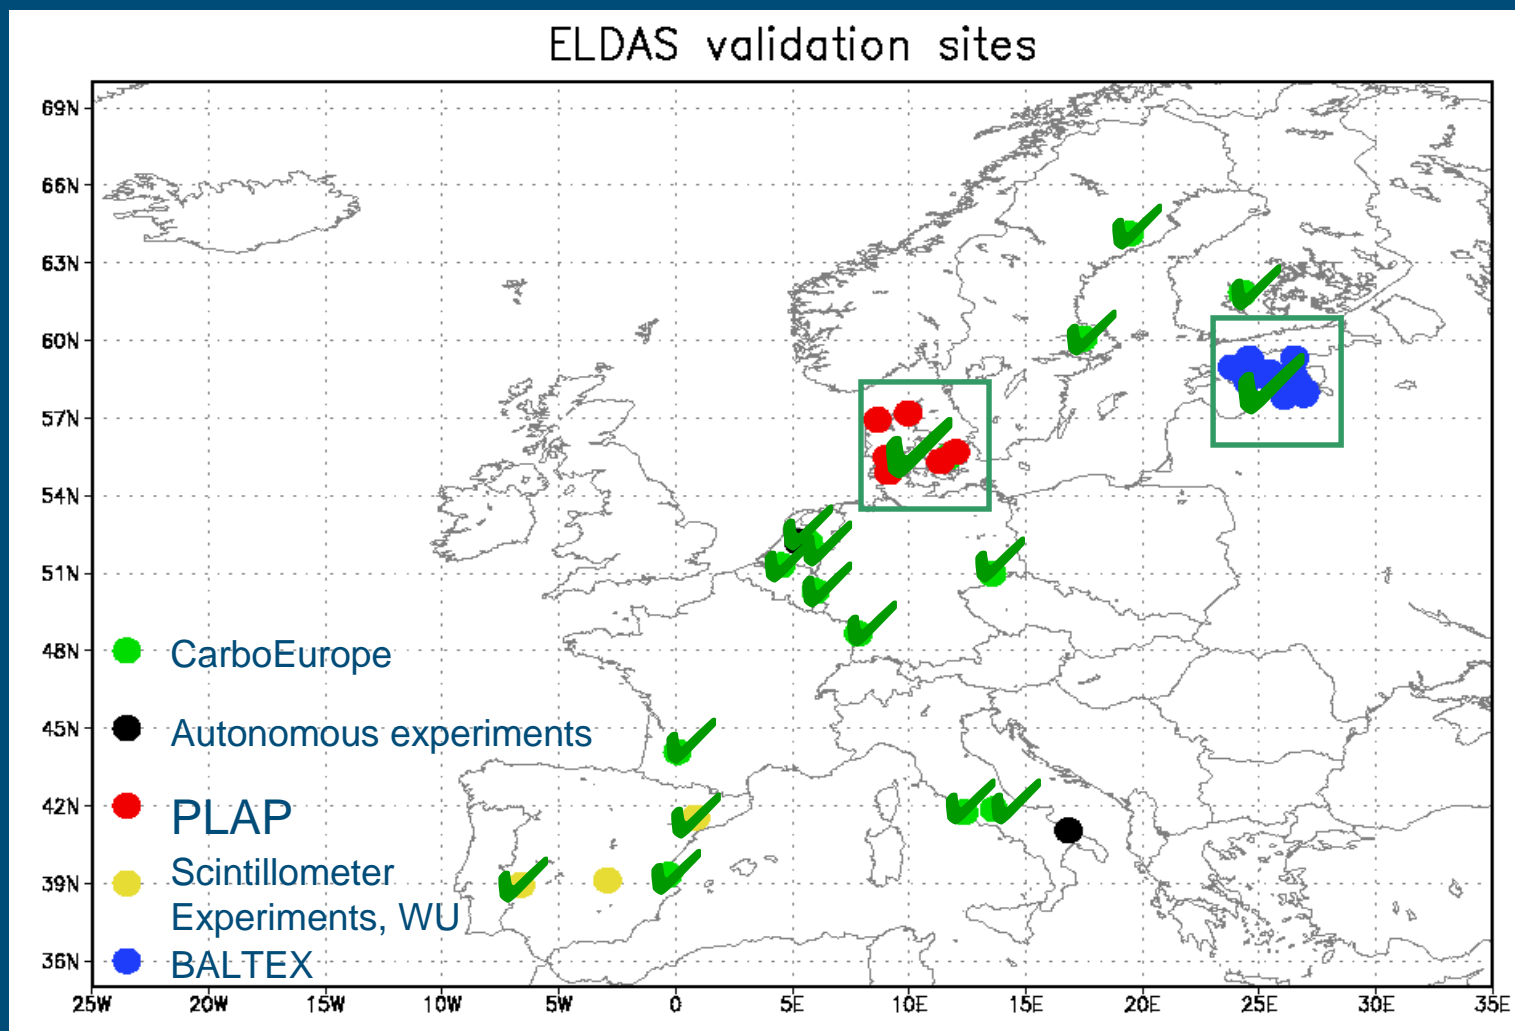 ELDAS validation sites
69N
66N
63N
60N
57N
54N
51N
48N
45N
42N
39N
36N
CarboEurope
Autonomous experiments
PLAP
Scintillometer
Experiments, WU
BALTEX
25W 20W 15W 10W 5W 0 5E 10E 15E 20E 25E 30E 35E